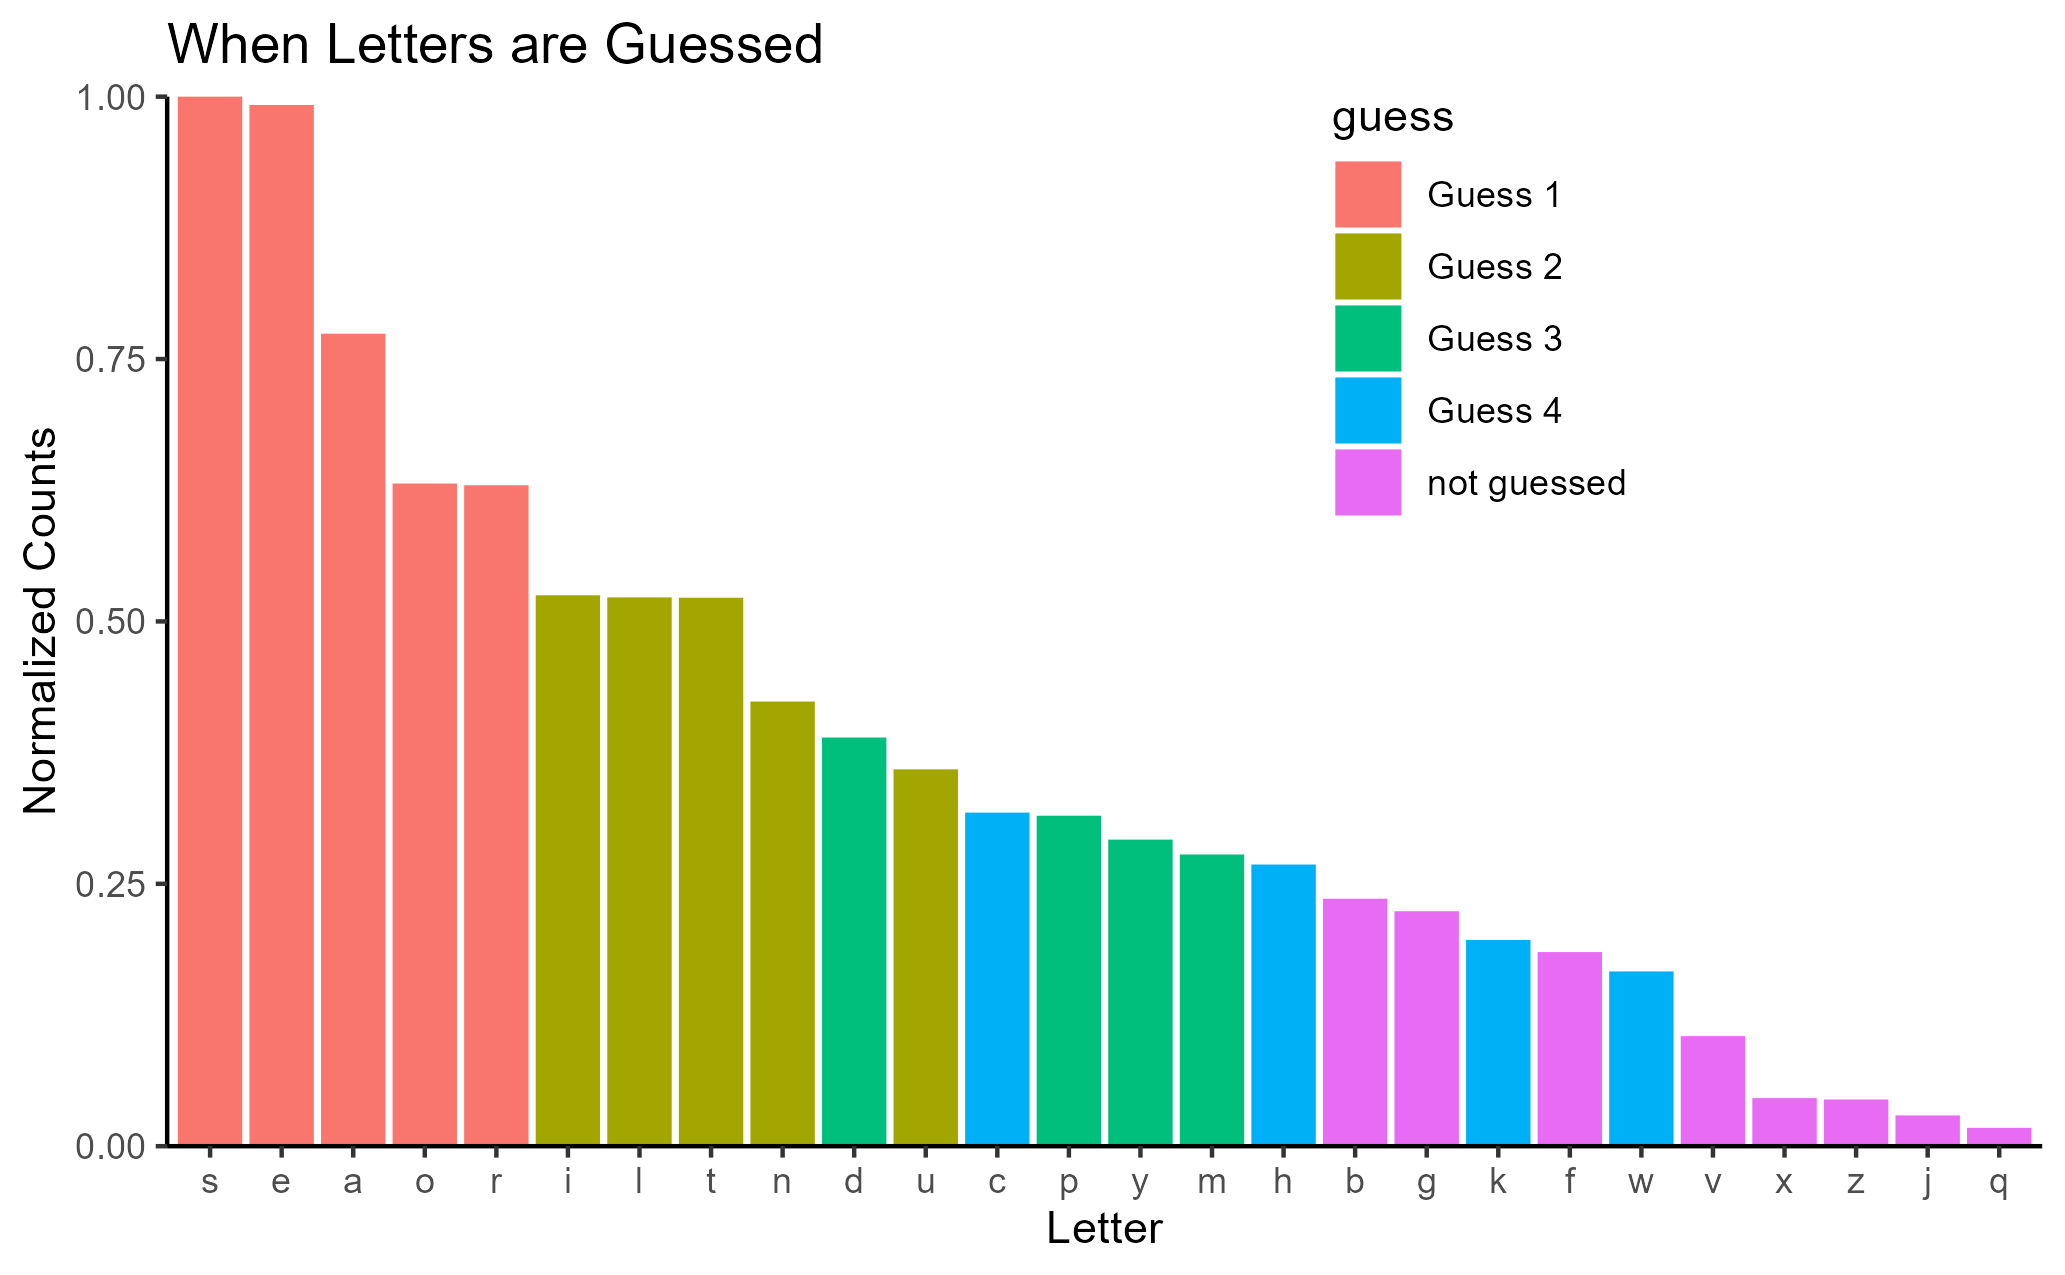 When Letters are Guessed
1.00
0.75
0.50
0.25
0.00
Normalized Counts
guess
Guess 1
Guess 2
Guess 3
Guess 4
not guessed
s e a o r i l t n d u c p y m h b g k f w v x z j q
Letter